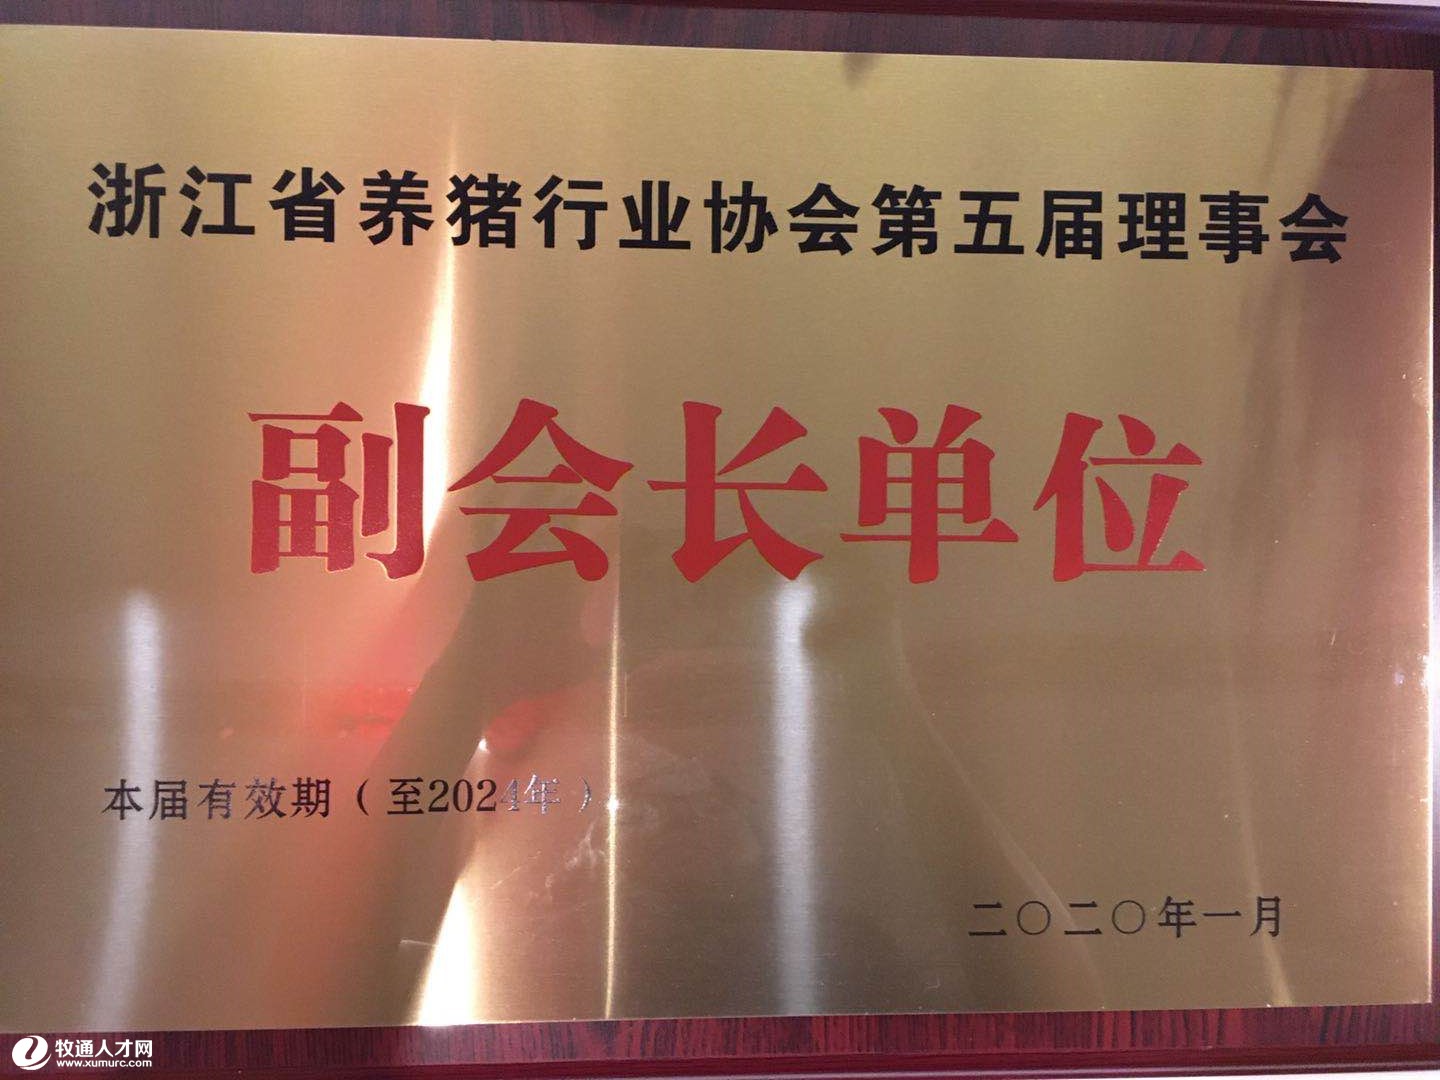 浙江省养猪行业协会第五届理事会
副会长单位
本届有效期（至2024年）
二〇二〇年一月
牧通人才网
www.xumurc.com